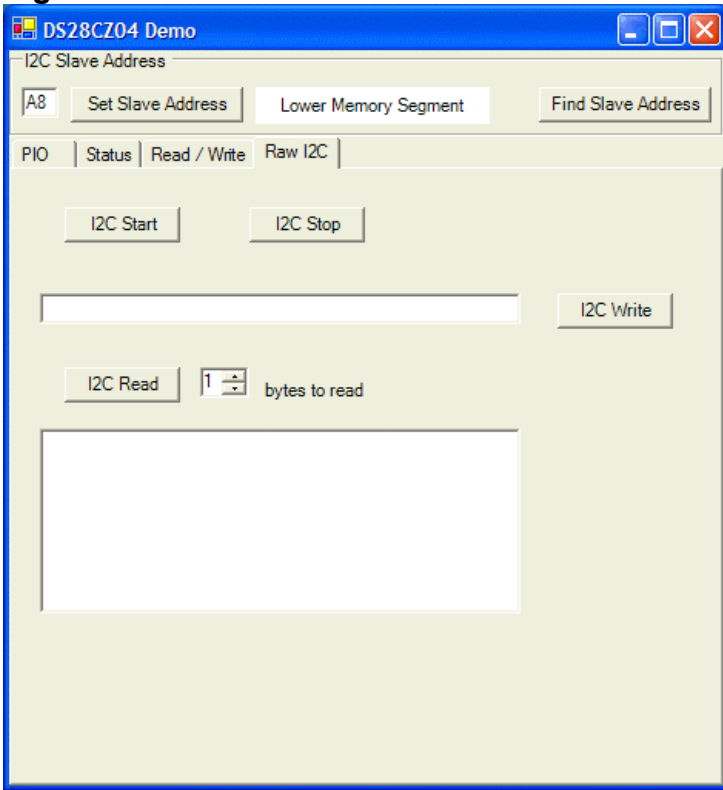 DS28CZ04 Demo
I2C Slave Address
A8 Set Slave Address Lower Memory Segment Find Slave Address
PIO Status Read / Write Raw I2C
I2C Start I2C Stop
I2C Write
I2C Read 1 bytes to read